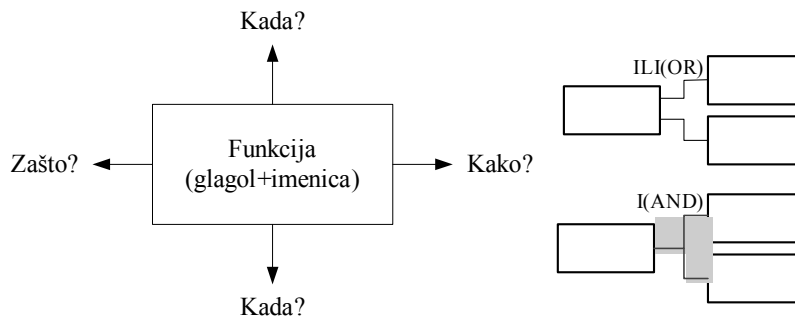 Kada?
ILI(OR)
Funkcija
(glagol+imenica)
Zašto?
Kako?
I(AND)
Kada?